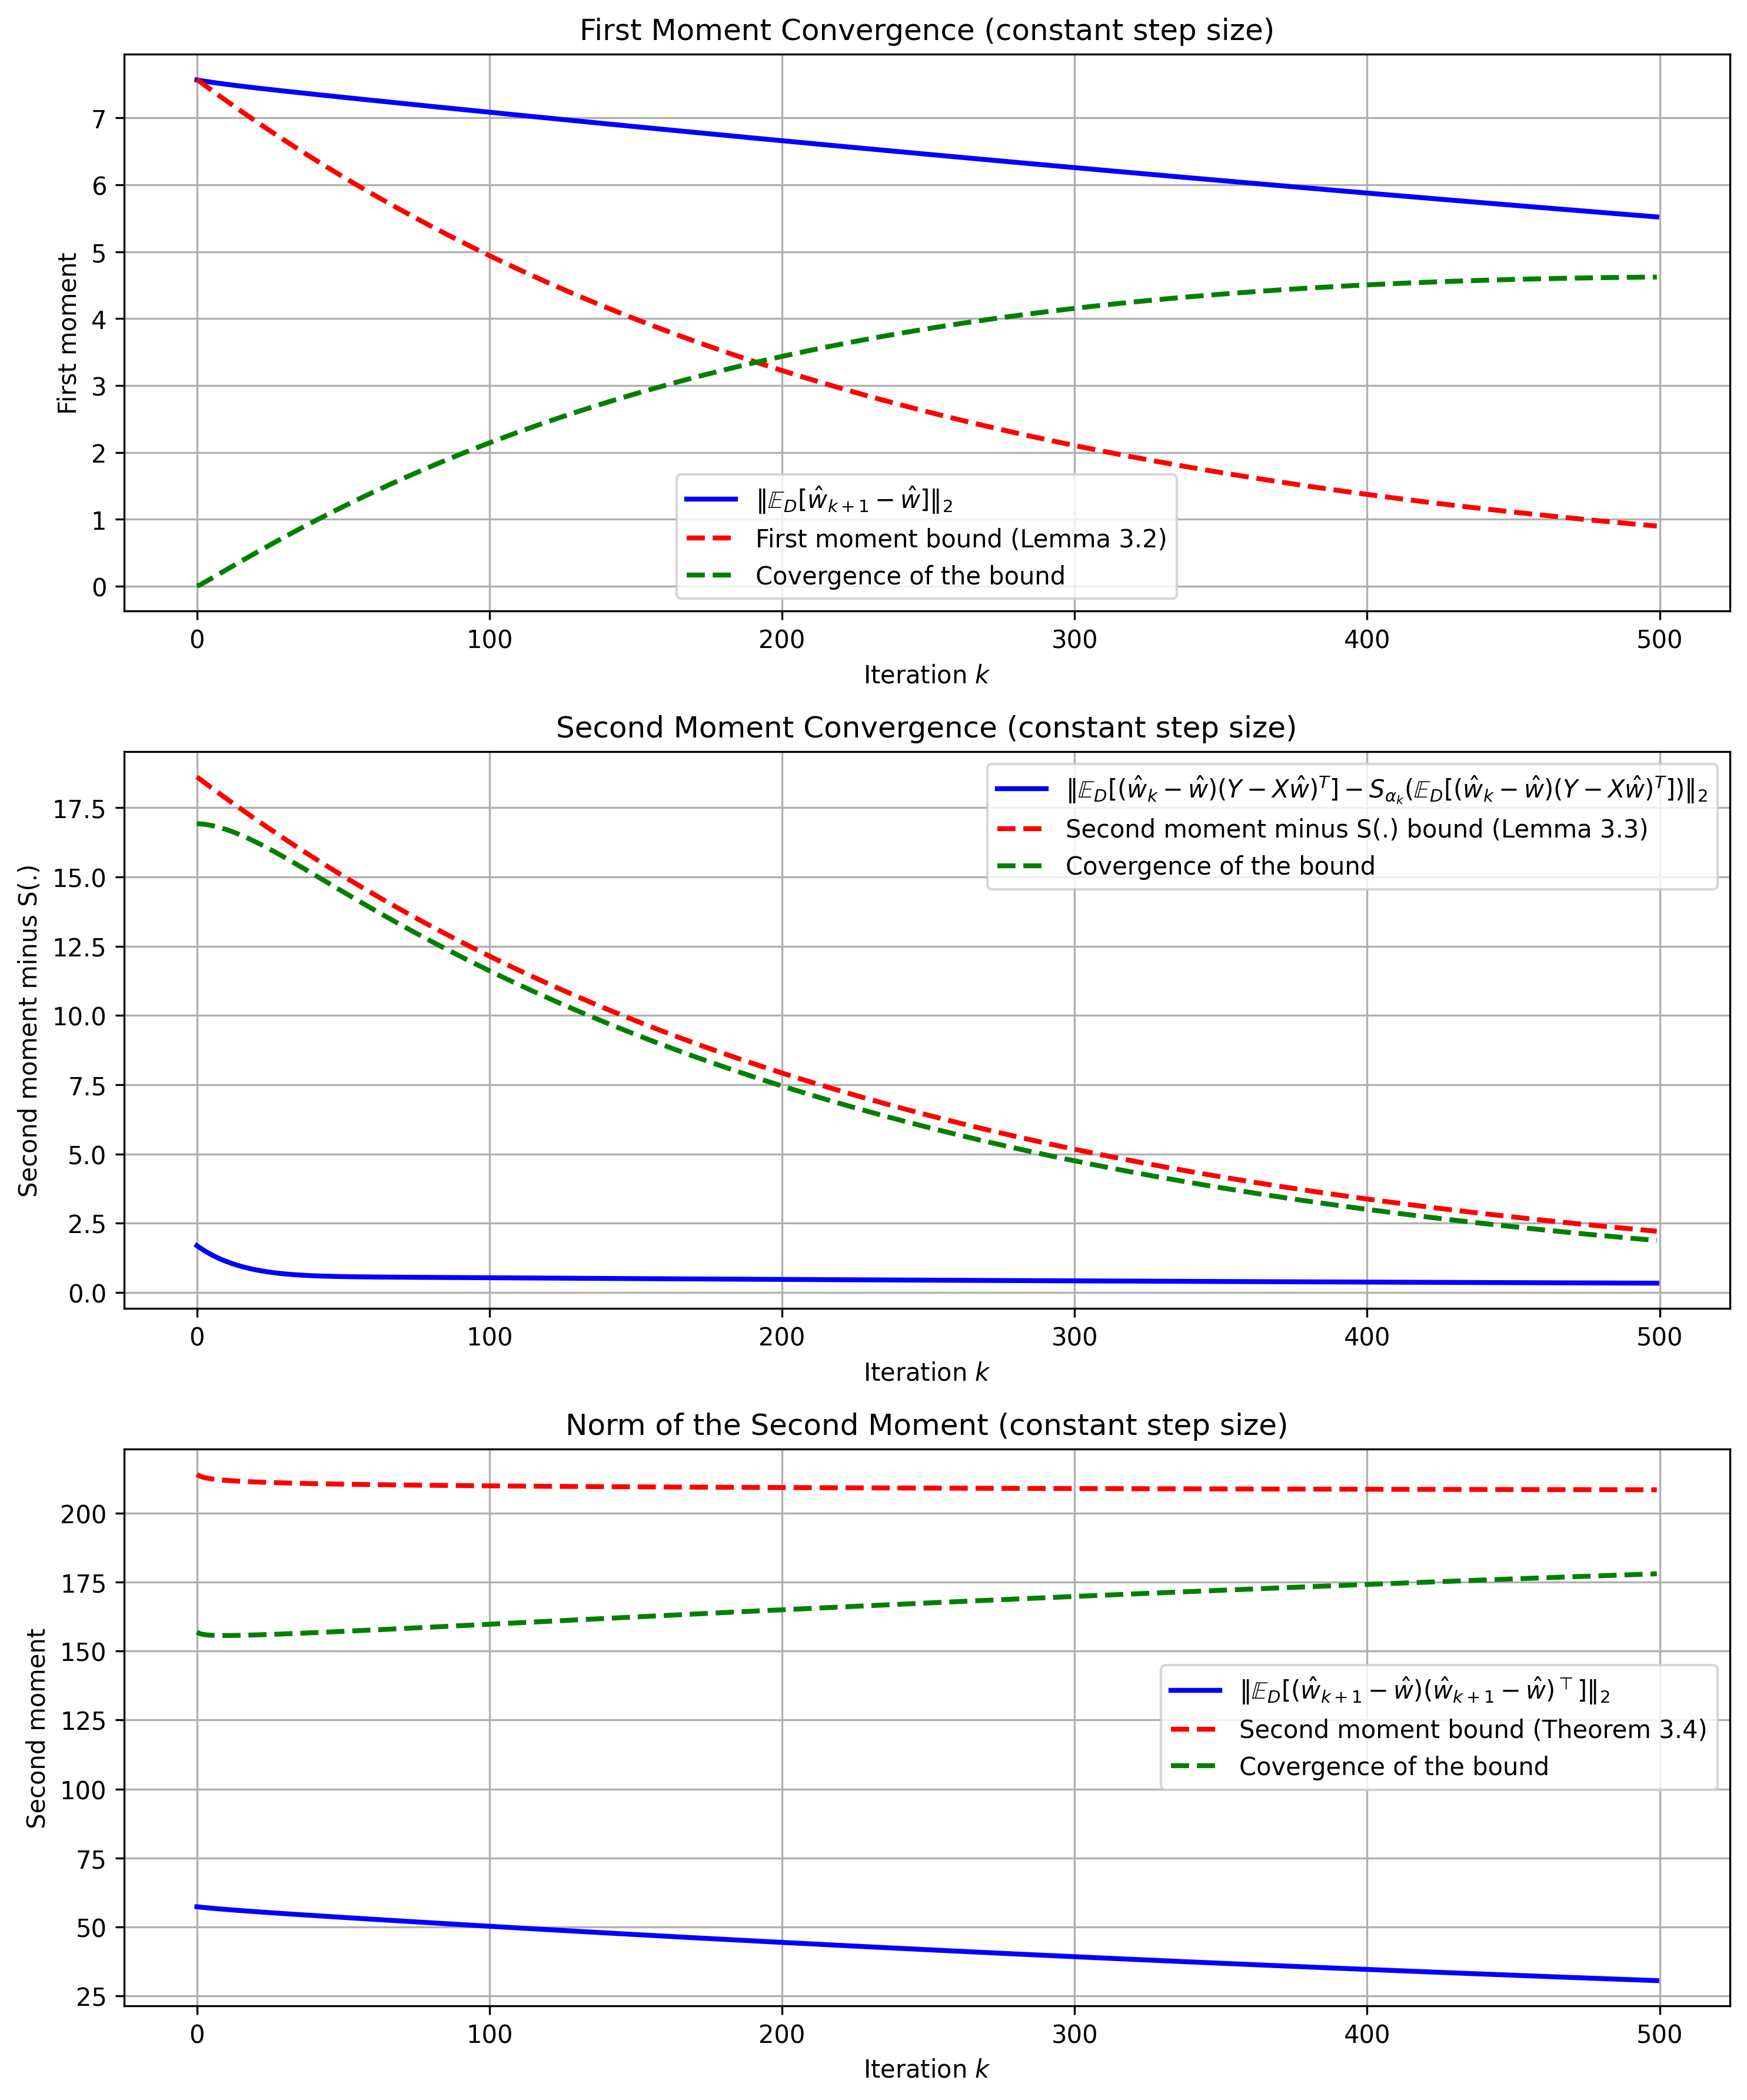 First Moment Convergence (constant step size)
First moment
7
6
5
4
3
2
1
0
‖𝔼_D[ŵ_{k+1} − ŵ]‖₂
First moment bound (Lemma 3.2)
Covergence of the bound
0 100 200 300 400 500
Iteration k
Second Moment Convergence (constant step size)
Second moment minus S(.)
17.5
15.0
12.5
10.0
7.5
5.0
2.5
0.0
‖𝔼_D[(ŵ_k − ŵ)(Y − Xŵ)^T] − S_{α_k}(𝔼_D[(ŵ_k − ŵ)(Y − Xŵ)^T])‖₂
Second moment minus S(.) bound (Lemma 3.3)
Covergence of the bound
0 100 200 300 400 500
Iteration k
Norm of the Second Moment (constant step size)
Second moment
200
175
150
125
100
75
50
25
‖𝔼_D[(ŵ_{k+1} − ŵ)(ŵ_{k+1} − ŵ)^⊤]‖₂
Second moment bound (Theorem 3.4)
Covergence of the bound
0 100 200 300 400 500
Iteration k